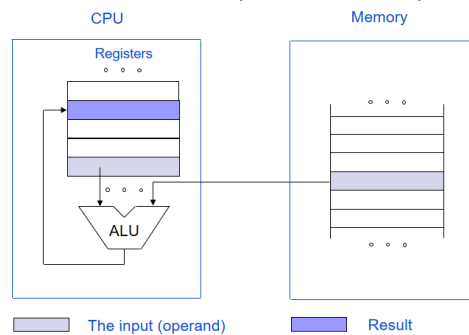 CPU
Memory
Registers
ALU
The input (operand)
Result